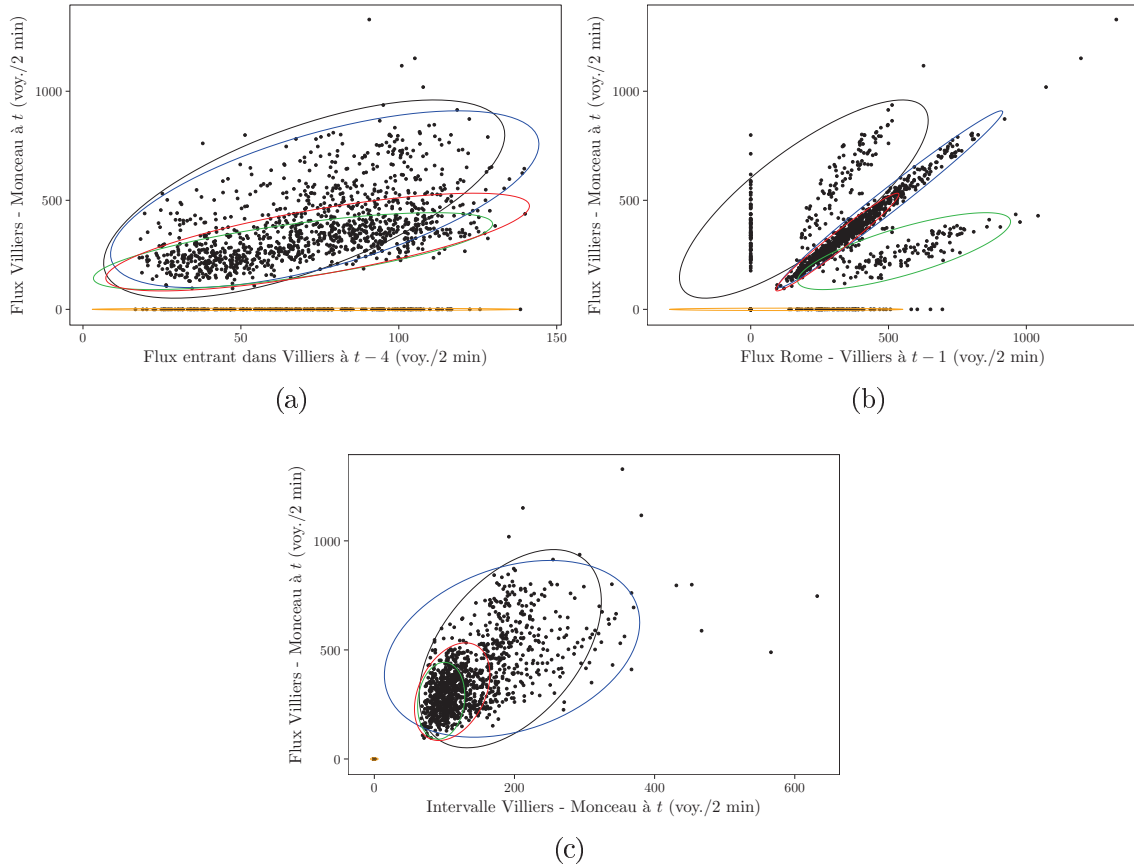 Flux Villiers - Monceau à t (voy./2 min)
1000
500
0
0
50
100
150
Flux entrant dans Villiers à t − 4 (voy./2 min)
(a)
Flux Villiers - Monceau à t (voy./2 min)
1000
500
0
0
500
1000
Flux Rome - Villiers à t − 1 (voy./2 min)
(b)
Flux Villiers - Monceau à t (voy./2 min)
1000
500
0
0
200
400
600
Intervalle Villiers - Monceau à t (voy./2 min)
(c)